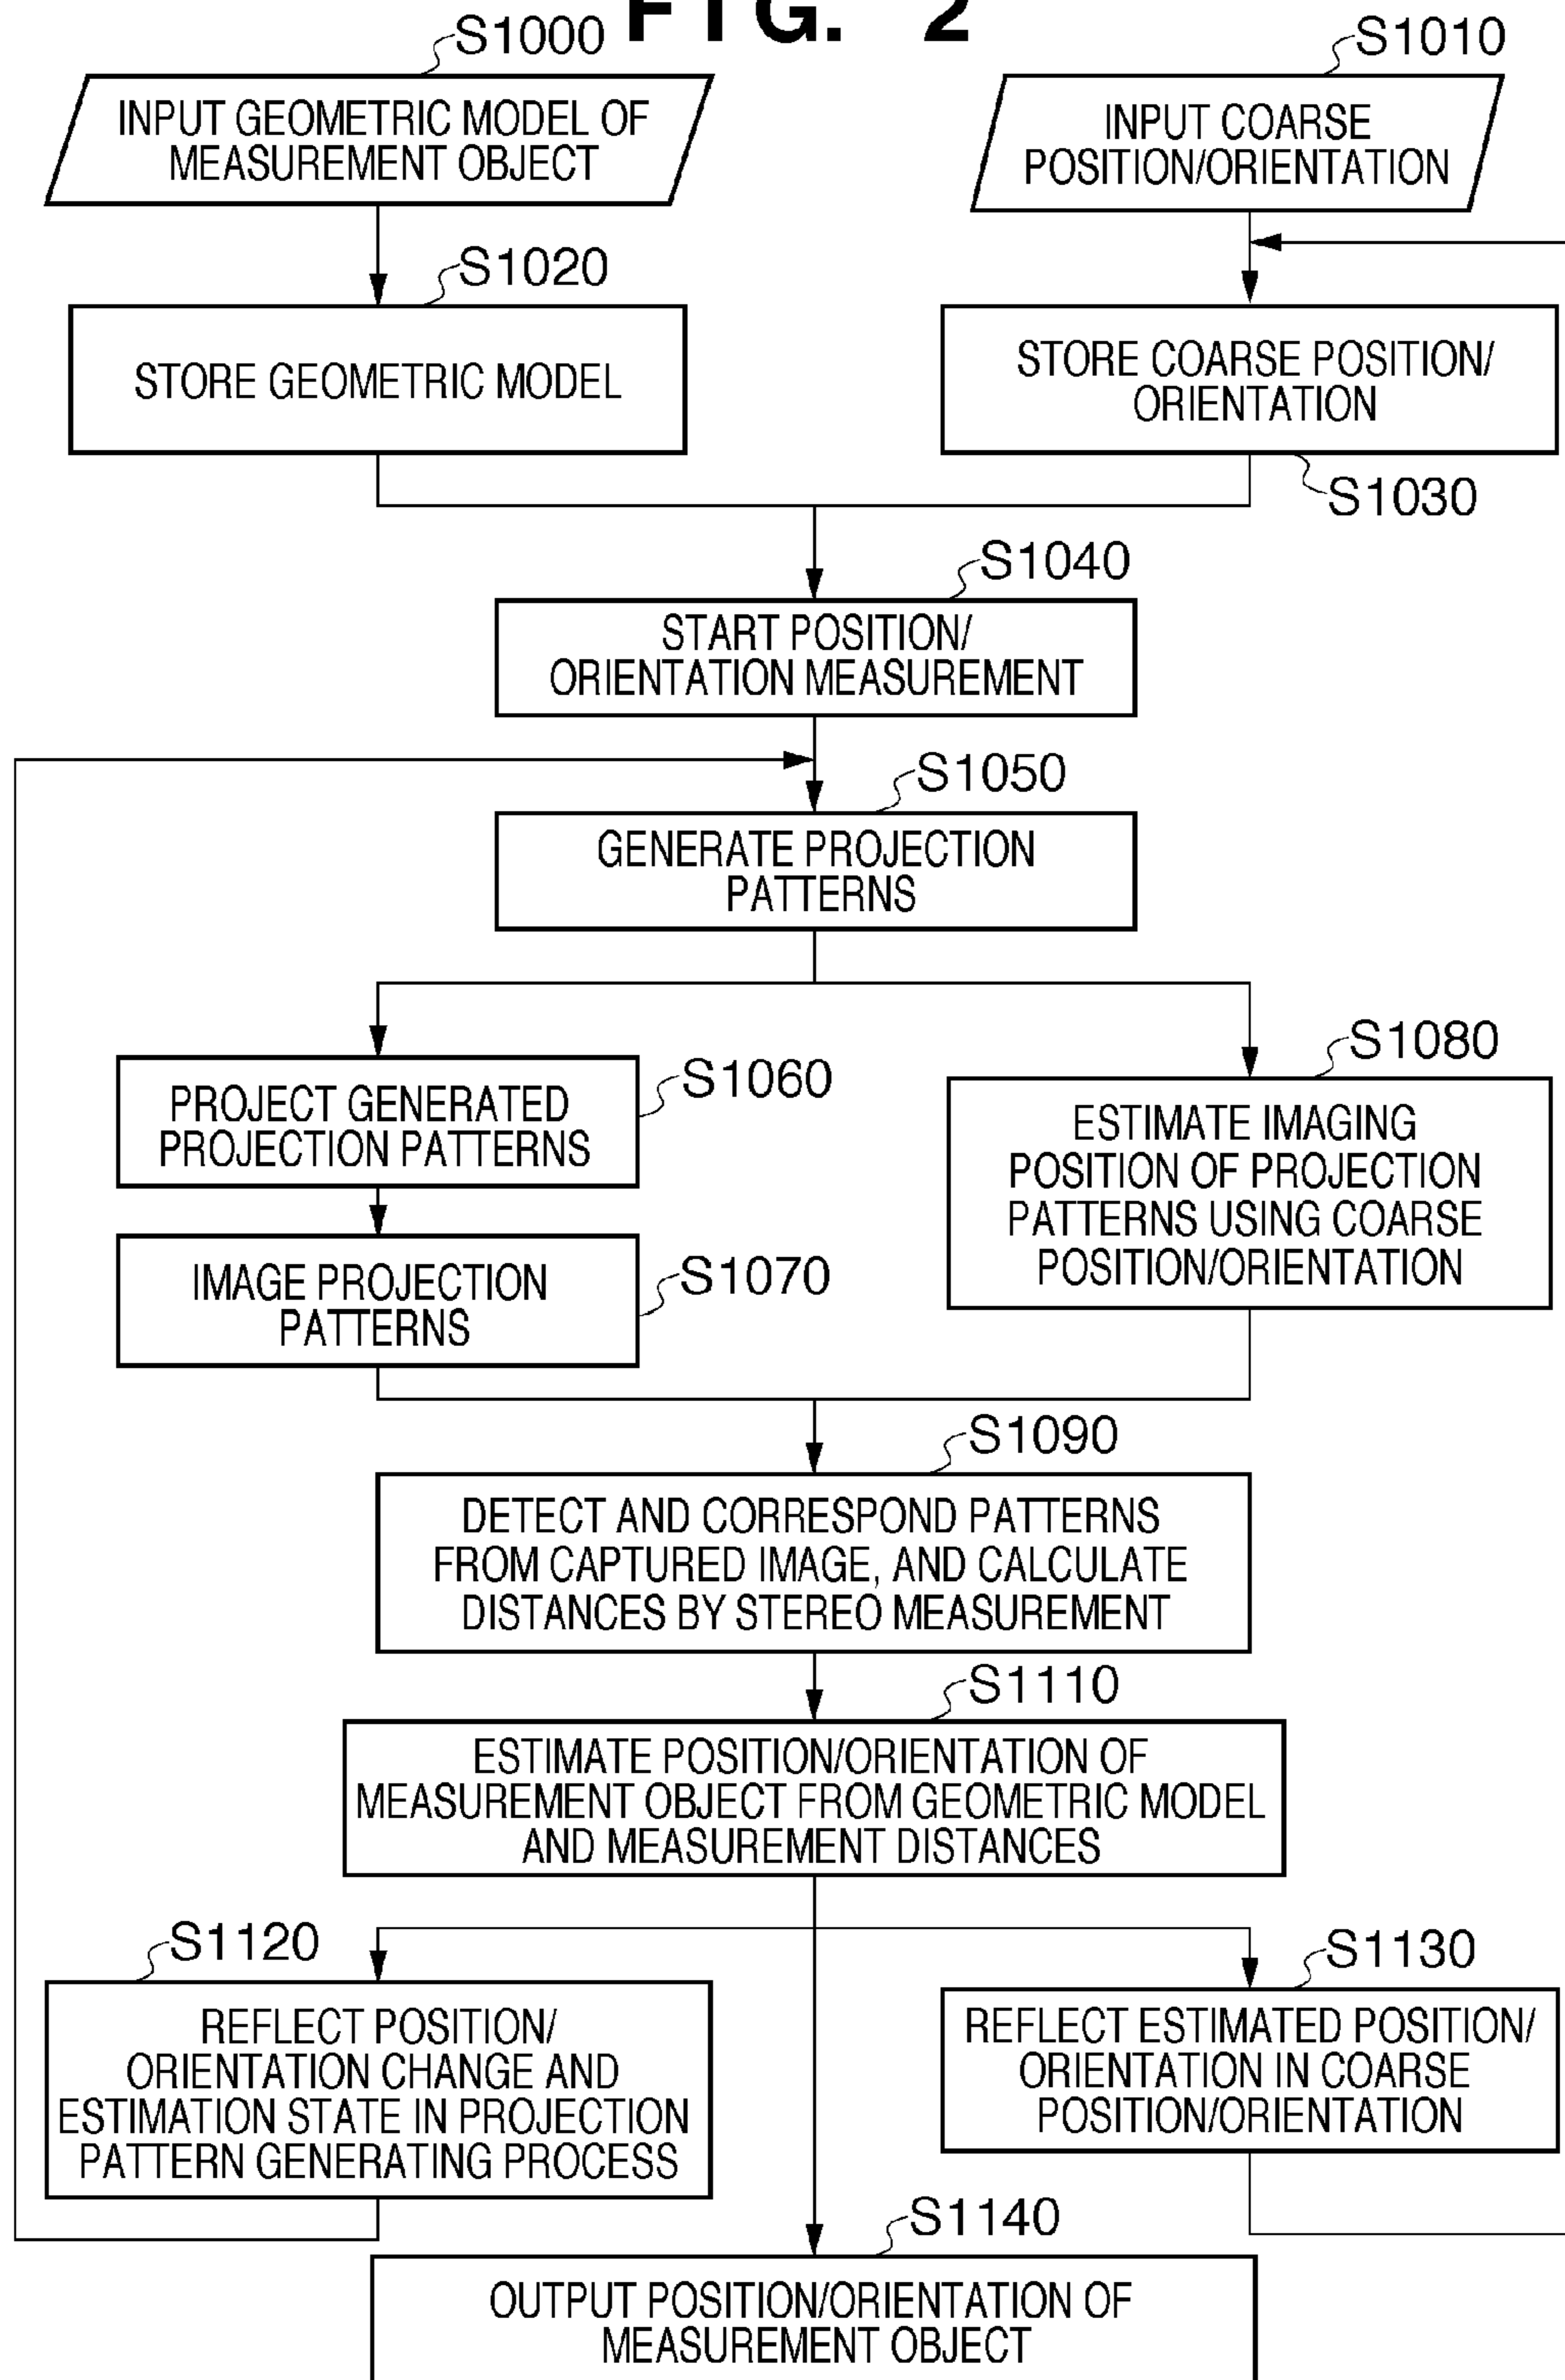 FIG. 2
S1000
INPUT GEOMETRIC MODEL OF
MEASUREMENT OBJECT
S1010
INPUT COARSE
POSITION/ORIENTATION
S1020
STORE GEOMETRIC MODEL
STORE COARSE POSITION/
ORIENTATION
S1030
S1040
START POSITION/
ORIENTATION MEASUREMENT
S1050
GENERATE PROJECTION
PATTERNS
S1060
PROJECT GENERATED
PROJECTION PATTERNS
S1070
IMAGE PROJECTION
PATTERNS
S1080
ESTIMATE IMAGING
POSITION OF PROJECTION
PATTERNS USING COARSE
POSITION/ORIENTATION
S1090
DETECT AND CORRESPOND PATTERNS
FROM CAPTURED IMAGE, AND CALCULATE
DISTANCES BY STEREO MEASUREMENT
S1110
ESTIMATE POSITION/ORIENTATION OF
MEASUREMENT OBJECT FROM GEOMETRIC MODEL
AND MEASUREMENT DISTANCES
S1120
REFLECT POSITION/
ORIENTATION CHANGE AND
ESTIMATION STATE IN PROJECTION
PATTERN GENERATING PROCESS
S1130
REFLECT ESTIMATED POSITION/
ORIENTATION IN COARSE
POSITION/ORIENTATION
S1140
OUTPUT POSITION/ORIENTATION OF
MEASUREMENT OBJECT